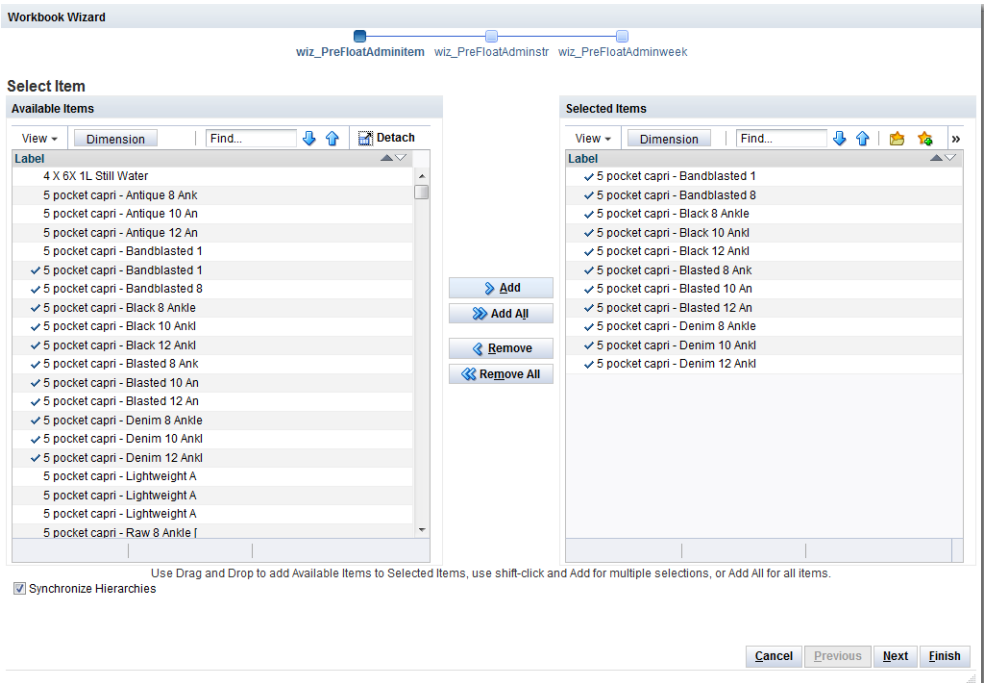 Workbook Wizard
wiz_PreFloatAdminitem wiz_PreFloatAdminstr wiz_PreFloatAdminweek
Select Item
Available Items
View Dimension Find... Detach
Label
4 X 6X 1L Still Water
5 pocket capri - Antique 8 Ank
5 pocket capri - Antique 10 An
5 pocket capri - Antique 12 An
5 pocket capri - Bandblasted 1
5 pocket capri - Bandblasted 1
5 pocket capri - Bandblasted 8
5 pocket capri - Black 8 Ankle
5 pocket capri - Black 10 Ankl
5 pocket capri - Black 12 Ankl
5 pocket capri - Blasted 8 Ank
5 pocket capri - Blasted 10 An
5 pocket capri - Blasted 12 An
5 pocket capri - Denim 8 Ankle
5 pocket capri - Denim 10 Ankl
5 pocket capri - Denim 12 Ankl
5 pocket capri - Lightweight A
5 pocket capri - Lightweight A
5 pocket capri - Lightweight A
5 pocket capri - Raw 8 Ankle [
Add
Add All
Remove
Remove All
Selected Items
View Dimension Find... »
Label
5 pocket capri - Bandblasted 1
5 pocket capri - Bandblasted 8
5 pocket capri - Black 8 Ankle
5 pocket capri - Black 10 Ankl
5 pocket capri - Black 12 Ankl
5 pocket capri - Blasted 8 Ank
5 pocket capri - Blasted 10 An
5 pocket capri - Blasted 12 An
5 pocket capri - Denim 8 Ankle
5 pocket capri - Denim 10 Ankl
5 pocket capri - Denim 12 Ankl
Use Drag and Drop to add Available Items to Selected Items, use shift-click and Add for multiple selections, or Add All for all items.
Synchronize Hierarchies
Cancel Previous Next Finish